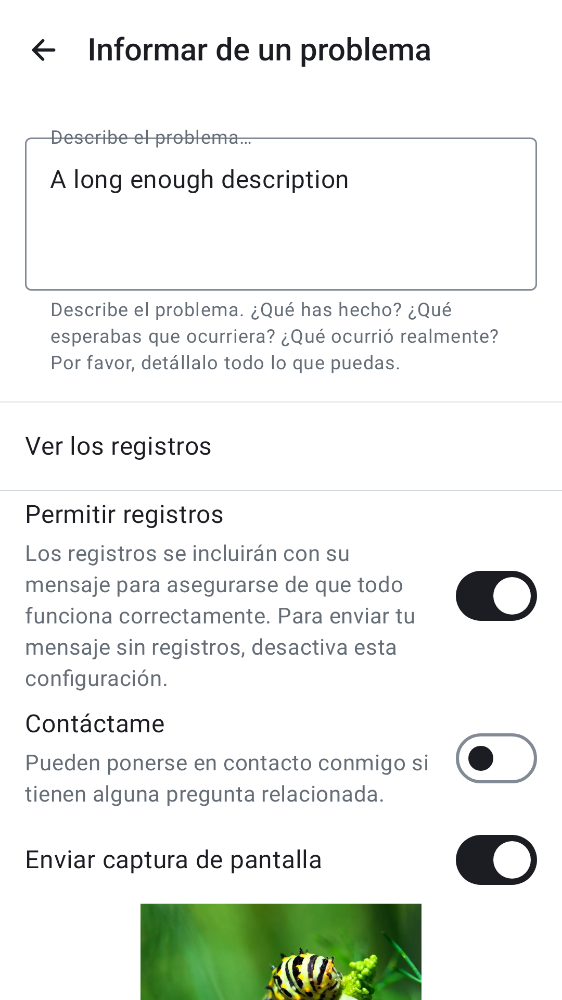 Informar de un problema
Describe el problema…
A long enough description
Describe el problema. ¿Qué has hecho? ¿Qué
esperabas que ocurriera? ¿Qué ocurrió realmente?
Por favor, detállalo todo lo que puedas.
Ver los registros
Permitir registros
Los registros se incluirán con su
mensaje para asegurarse de que todo
funciona correctamente. Para enviar tu
mensaje sin registros, desactiva esta
configuración.
Contáctame
Pueden ponerse en contacto conmigo si
tienen alguna pregunta relacionada.
Enviar captura de pantalla